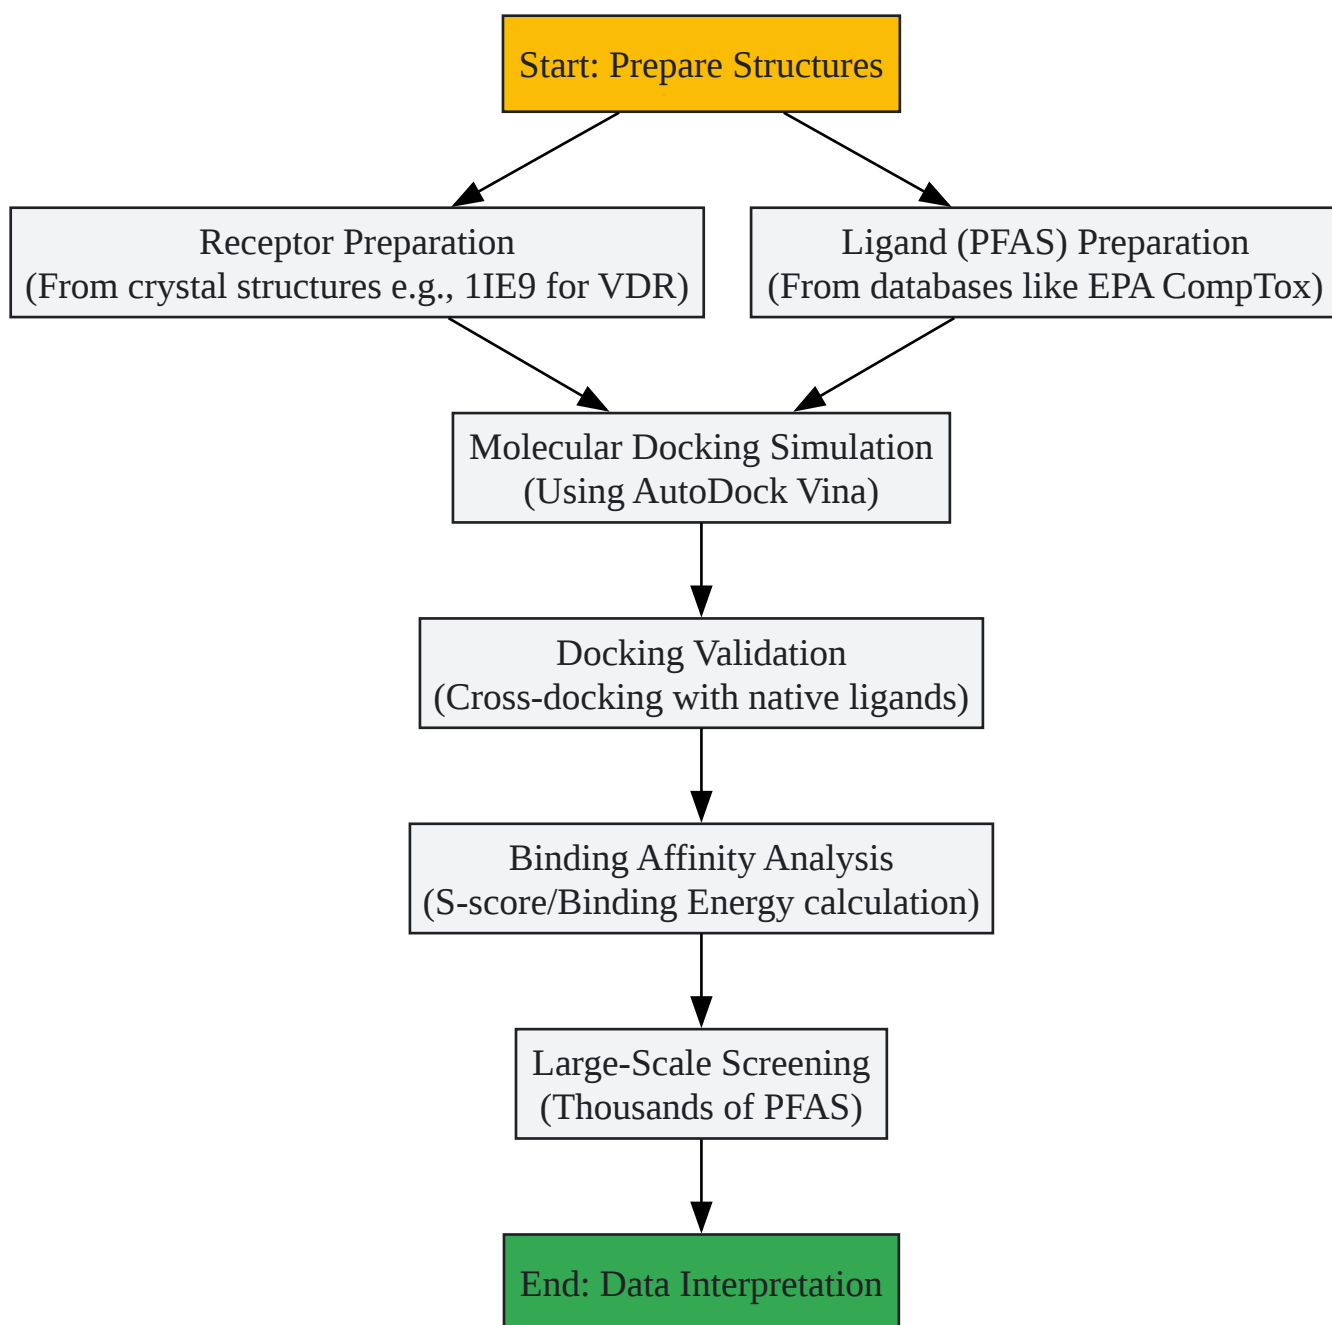 Start: Prepare Structures
Receptor Preparation
(From crystal structures e.g., 1IE9 for VDR)
Ligand (PFAS) Preparation
(From databases like EPA CompTox)
Molecular Docking Simulation
(Using AutoDock Vina)
Docking Validation
(Cross-docking with native ligands)
Binding Affinity Analysis
(S-score/Binding Energy calculation)
Large-Scale Screening
(Thousands of PFAS)
End: Data Interpretation